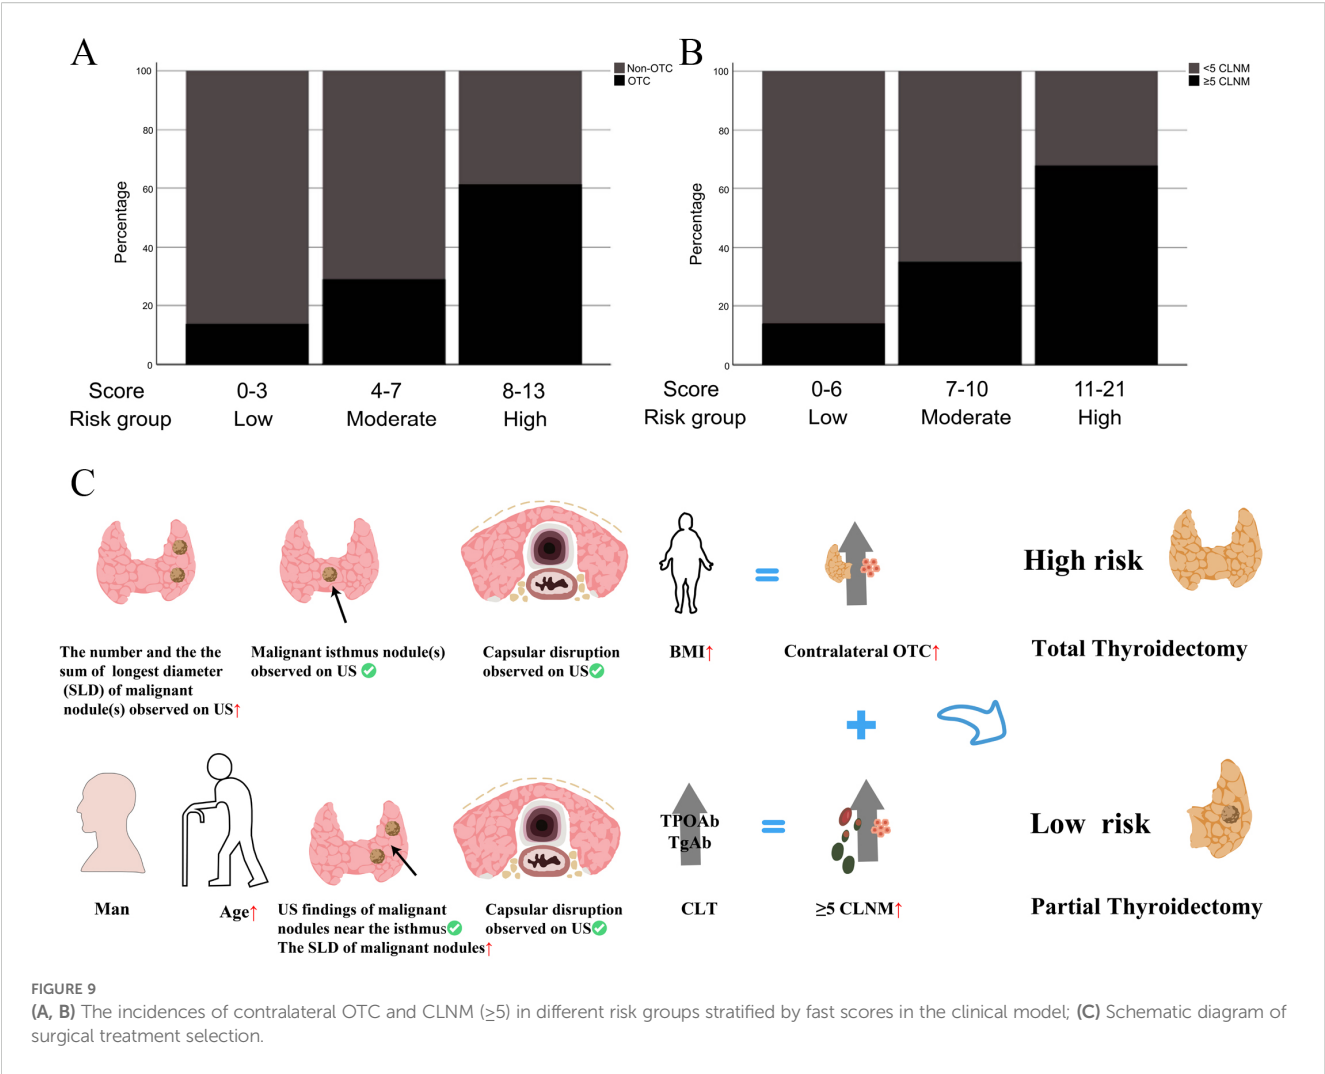 A
Non-OTC
OTC
100
80
60
40
20
0
Percentage
Score 0-3 4-7 8-13
Risk group Low Moderate High
B
<5 CLNM
≥5 CLNM
100
80
60
40
20
0
Percentage
Score 0-6 7-10 11-21
Risk group Low Moderate High
C
The number and the the
sum of longest diameter
(SLD) of malignant
nodule(s) observed on US↑
Malignant isthmus nodule(s)
observed on US
Capsular disruption
observed on US
BMI↑
=
Contralateral OTC↑
High risk
Total Thyroidectomy
+
Man
Age↑
US findings of malignant
nodules near the isthmus
The SLD of malignant nodules↑
Capsular disruption
observed on US
TPOAb
TgAb
CLT
=
≥5 CLNM↑
Low risk
Partial Thyroidectomy
FIGURE 9
(A, B) The incidences of contralateral OTC and CLNM (≥5) in different risk groups stratified by fast scores in the clinical model; (C) Schematic diagram of
surgical treatment selection.